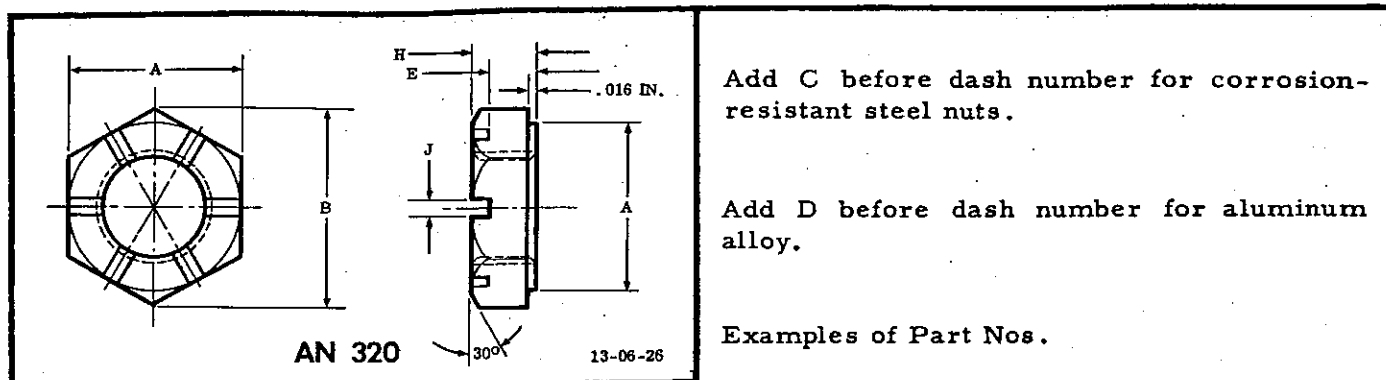 A
B
H
E
.016 IN.
J
A
30°
AN 320
13-06-26
Add C before dash number for corrosion-
resistant steel nuts.
Add D before dash number for aluminum
alloy.
Examples of Part Nos.